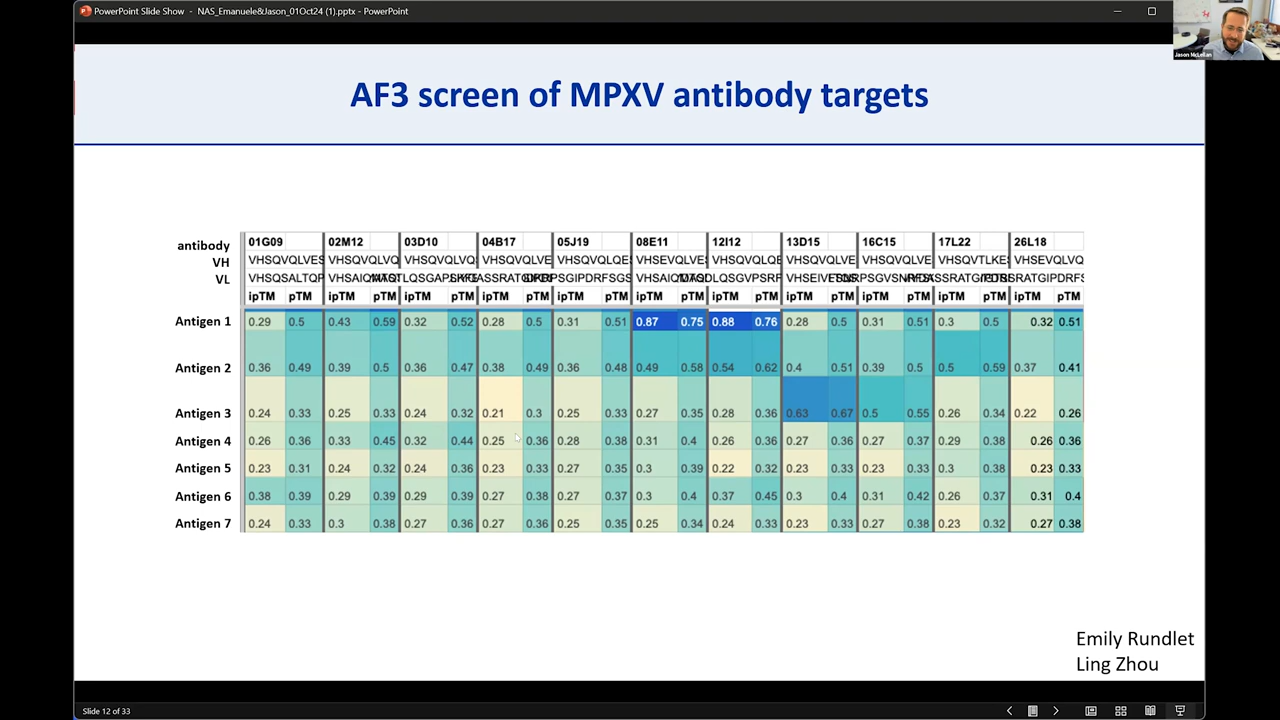 PowerPoint Slide Show - NAS_Emanuele&Jason_01Oct24 (1).pptx - PowerPoint
Jason McLellan
AF3 screen of MPXV antibody targets
antibody 01G09 02M12 03D10 04B17 05J19 08E11 12I12 13D15 16C15 17L22 26L18
VH VHSQVQLVES VHSQVQLVQ VHSQVQLVQS VHSQVQLVE VHSQVQLQES VHSEVQLVES VHSQVQLQE VHSQVQLVE VHSQVQLVQS VHSQVTLKES VHSEVQLVQ
VL VHSQSALTQP
ipTM pTM ipTM pTM ipTM pTM ipTM pTM ipTM pTM ipTM pTM ipTM pTM ipTM pTM ipTM pTM ipTM pTM ipTM pTM
Antigen 1 0.29 0.5 0.43 0.59 0.32 0.52 0.28 0.5 0.31 0.51 0.87 0.75 0.88 0.76 0.28 0.5 0.31 0.51 0.3 0.5 0.32 0.51
Antigen 2 0.36 0.49 0.39 0.5 0.36 0.47 0.38 0.49 0.36 0.48 0.49 0.58 0.54 0.62 0.4 0.51 0.39 0.5 0.5 0.59 0.37 0.41
Antigen 3 0.24 0.33 0.25 0.33 0.24 0.32 0.21 0.3 0.25 0.33 0.27 0.35 0.28 0.36 0.63 0.67 0.5 0.55 0.26 0.34 0.22 0.26
Antigen 4 0.26 0.36 0.33 0.45 0.32 0.44 0.25 0.36 0.28 0.38 0.31 0.4 0.26 0.36 0.27 0.36 0.27 0.37 0.29 0.38 0.26 0.36
Antigen 5 0.23 0.31 0.24 0.32 0.24 0.36 0.23 0.33 0.27 0.35 0.3 0.39 0.22 0.32 0.23 0.33 0.23 0.33 0.3 0.38 0.23 0.33
Antigen 6 0.38 0.39 0.29 0.39 0.29 0.39 0.27 0.38 0.27 0.37 0.3 0.4 0.37 0.45 0.3 0.4 0.31 0.42 0.26 0.37 0.31 0.4
Antigen 7 0.24 0.33 0.3 0.38 0.27 0.36 0.27 0.36 0.25 0.35 0.25 0.34 0.24 0.33 0.23 0.33 0.27 0.38 0.23 0.32 0.27 0.38
Emily Rundlet
Ling Zhou
Slide 12 of 33